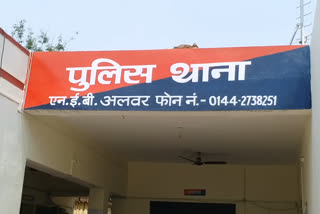 पुलिस थाना
एन.ई.बी. अलवर फोन नं.- 0144-2738251